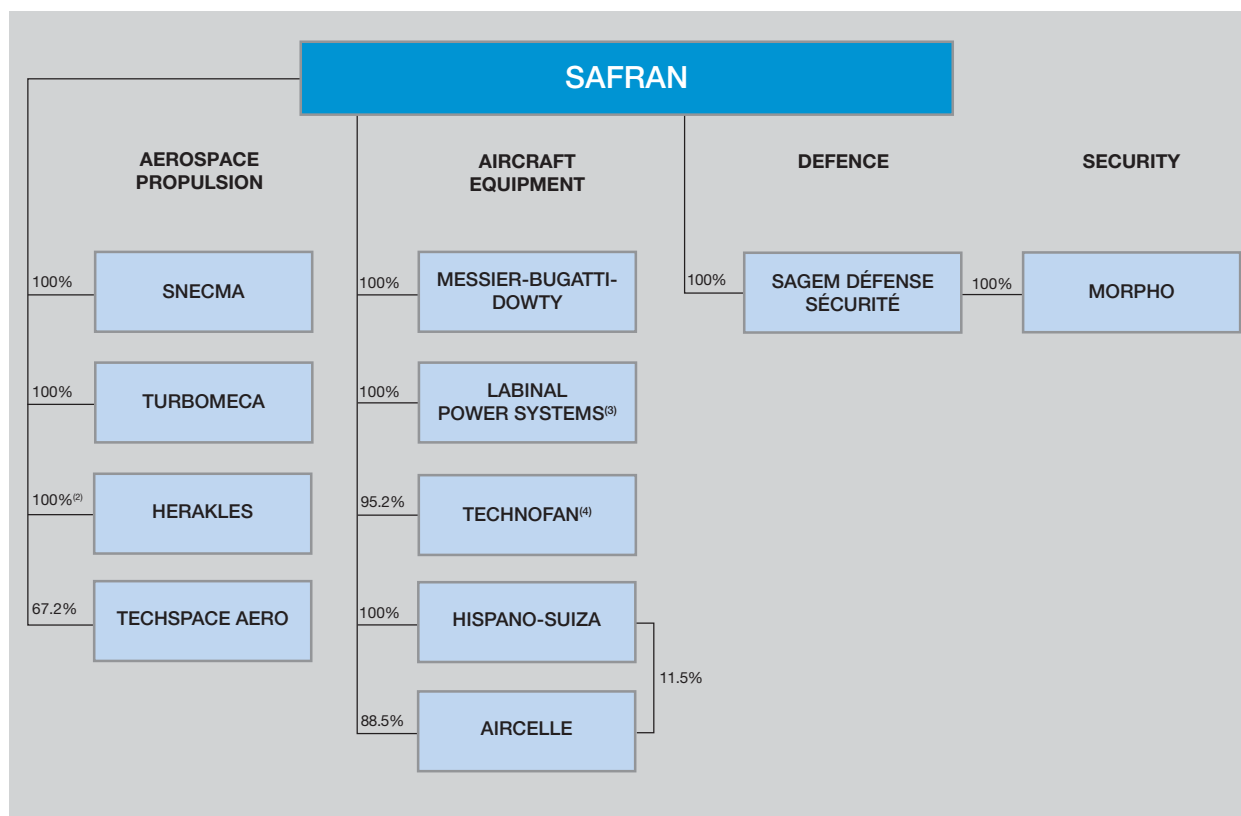 SAFRAN
AEROSPACE
PROPULSION
100%
SNECMA
100%
TURBOMECA
100%(2)
HERAKLES
67.2%
TECHSPACE AERO
AIRCRAFT
EQUIPMENT
100%
MESSIER-BUGATTI-
DOWTY
100%
LABINAL
POWER SYSTEMS(3)
95.2%
TECHNOFAN(4)
100%
HISPANO-SUIZA
11.5%
88.5%
AIRCELLE
DEFENCE
100%
SAGEM DÉFENSE
SÉCURITÉ
SECURITY
100%
MORPHO